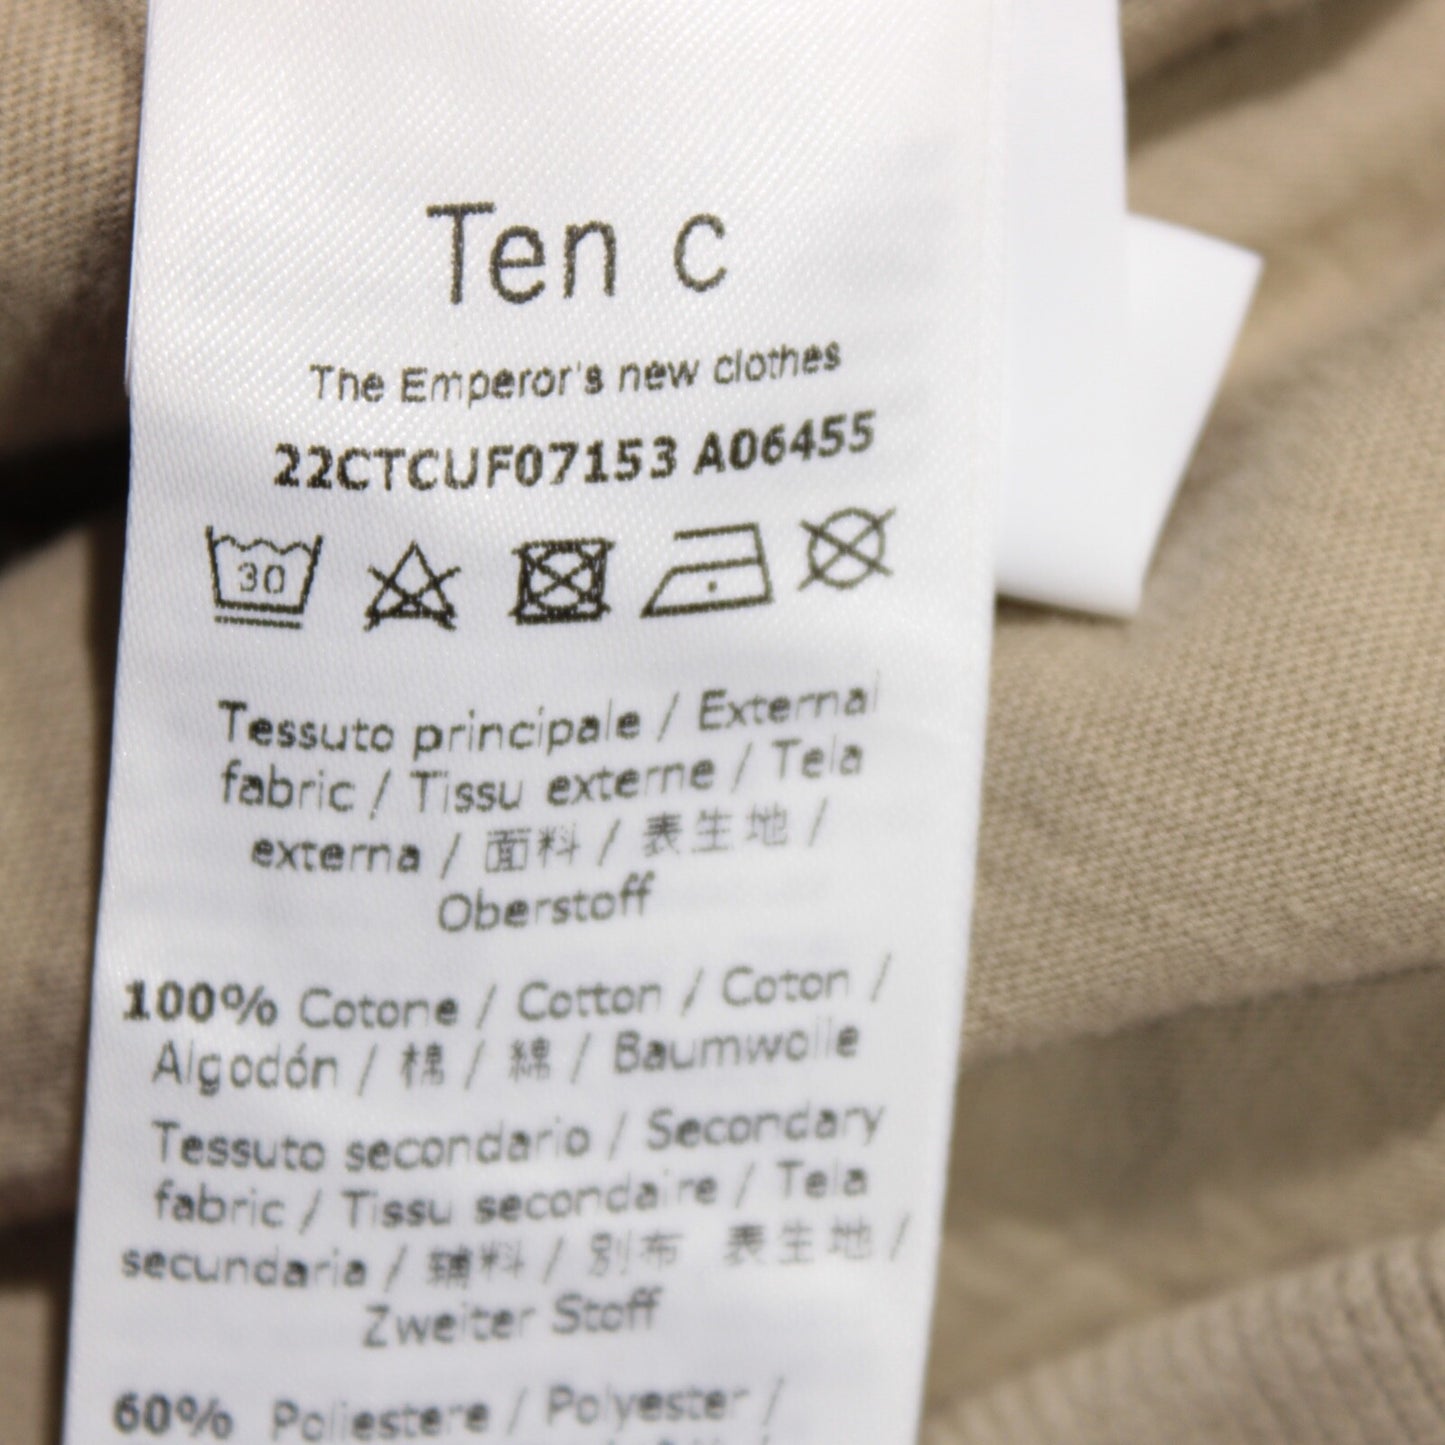 Ten c
The Emperor's new clothes
22CTCUF07153 A06455
30
Tessuto principale / External
fabric / Tissu externe / Tela
externa / 面料 / 表生地 /
Oberstoff
100% Cotone / Cotton / Coton /
Algodón / 棉 / 綿 / Baumwolle
Tessuto secondario / Secondary
fabric / Tissu secondaire / Tela
secundaria / 辅料 / 別布 表生地 /
Zweiter Stoff
60% Poliestere / Polyester /